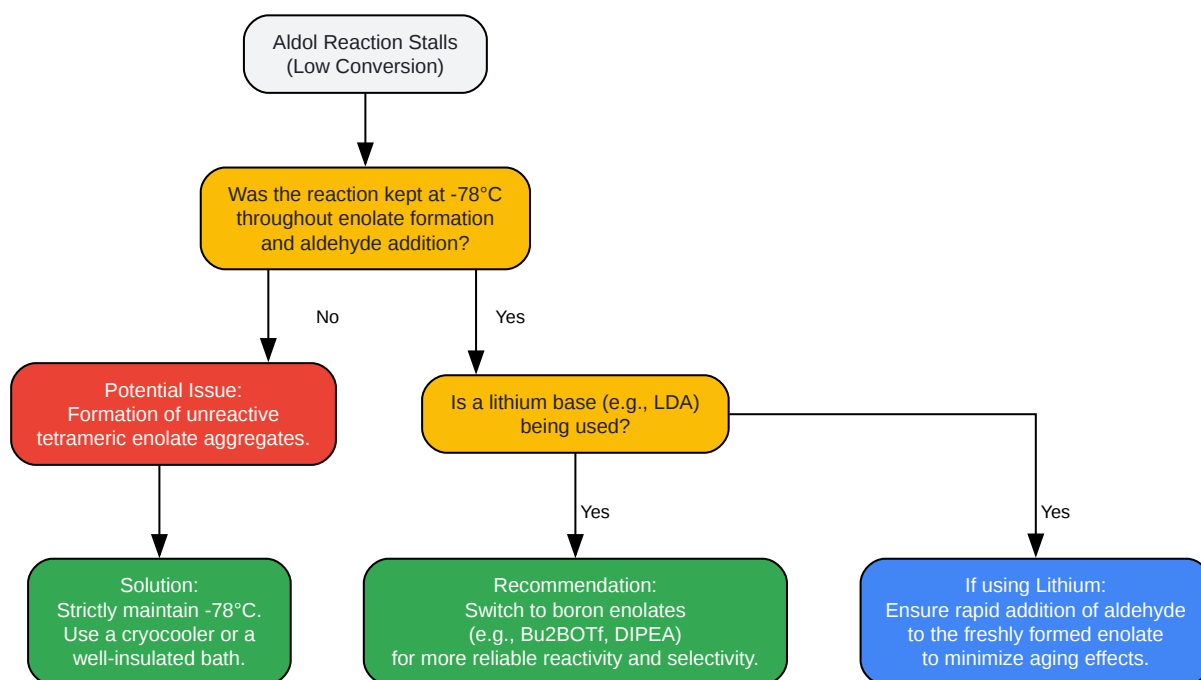 Aldol Reaction Stalls
(Low Conversion)
Was the reaction kept at -78°C
throughout enolate formation
and aldehyde addition?
No
Yes
Potential Issue:
Formation of unreactive
tetrameric enolate aggregates.
Is a lithium base (e.g., LDA)
being used?
Yes
Yes
Solution:
Strictly maintain -78°C.
Use a cryocooler or a
well-insulated bath.
Recommendation:
Switch to boron enolates
(e.g., Bu2BOTf, DIPEA)
for more reliable reactivity and selectivity.
If using Lithium:
Ensure rapid addition of aldehyde
to the freshly formed enolate
to minimize aging effects.